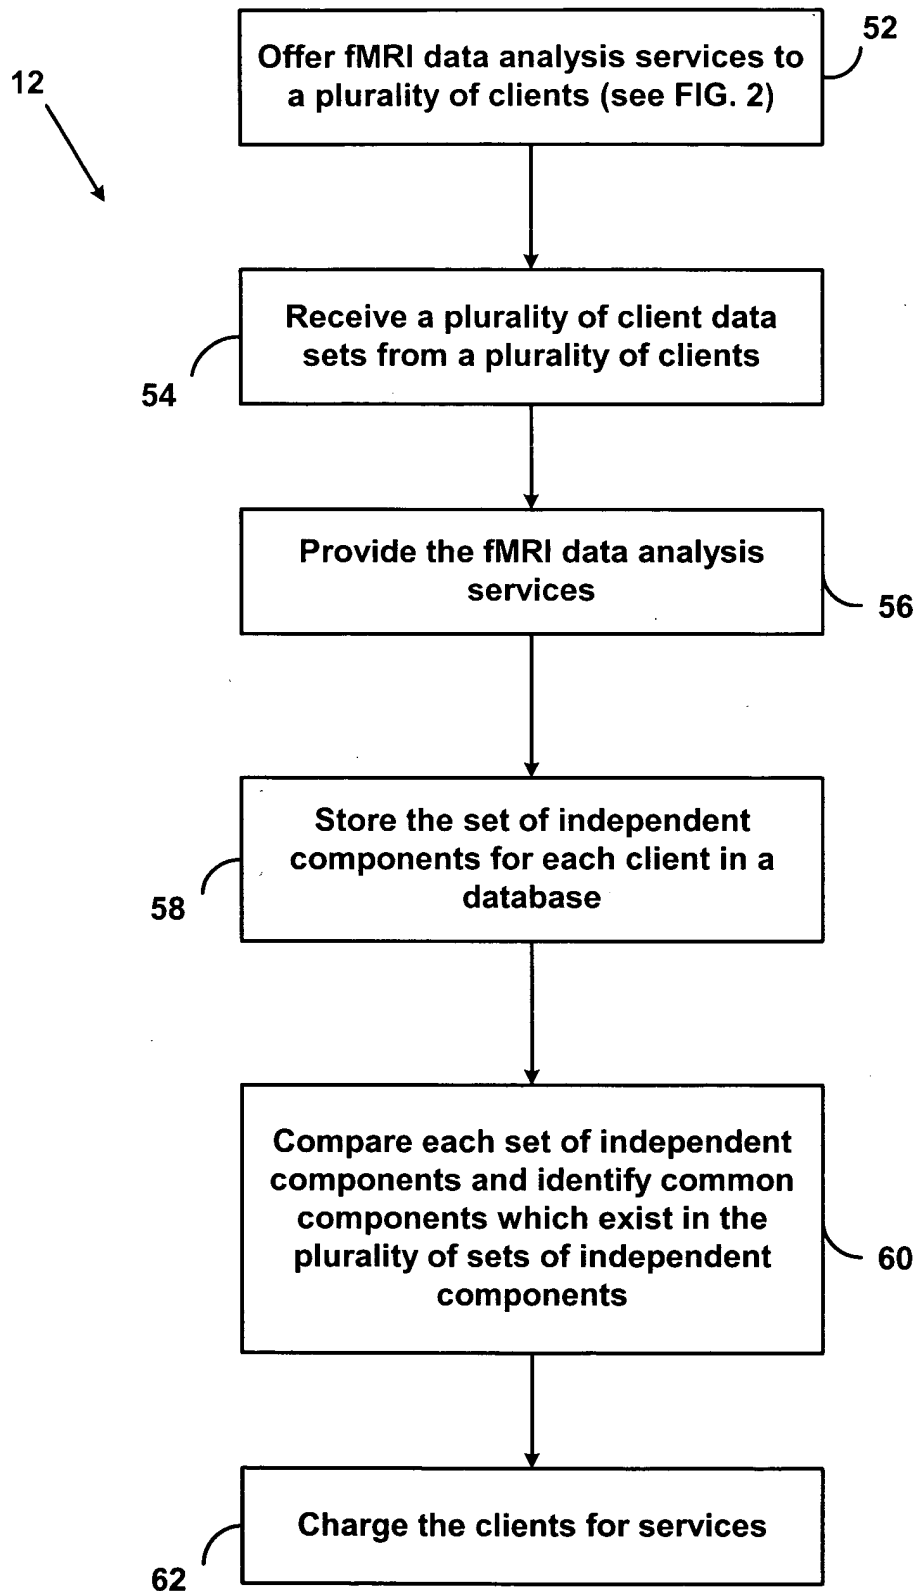 52
Offer fMRI data analysis services to
a plurality of clients (see FIG. 2)
12
Receive a plurality of client data
sets from a plurality of clients
54
Provide the fMRI data analysis
services
56
Store the set of independent
components for each client in a
database
58
Compare each set of independent
components and identify common
components which exist in the
plurality of sets of independent
components
60
Charge the clients for services
62